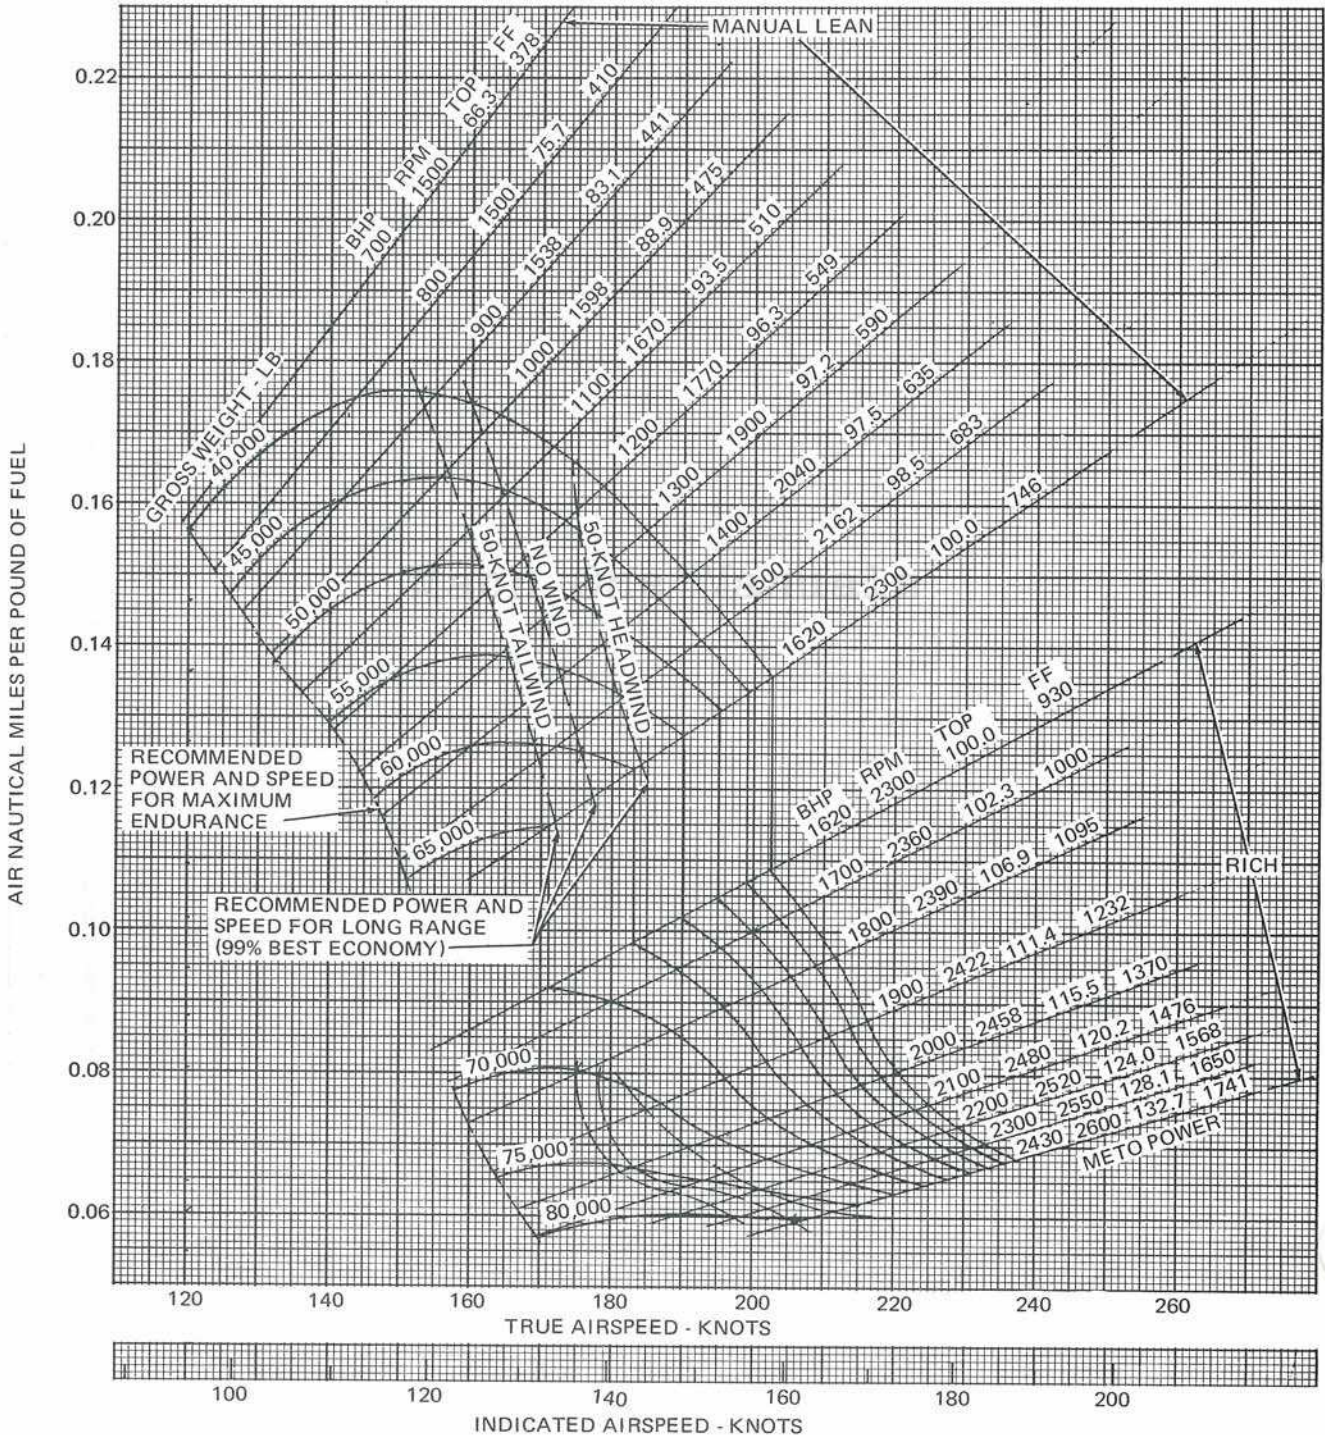 MANUAL LEAN
BHP RPM TOP FF
700 1500 66.3 378
800 1500 75.7 410
900 1538 83.1 441
1000 1598 88.9 475
1100 1670 93.5 510
1200 1770 96.3 549
1300 1900 97.2 590
1400 2040 97.5 635
1500 2162 98.5 683
1620 2300 100.0 746
GROSS WEIGHT - LB
40,000
45,000
50,000
55,000
60,000
65,000
50-KNOT TAILWIND
NO WIND
50-KNOT HEADWIND
RECOMMENDED
POWER AND SPEED
FOR MAXIMUM
ENDURANCE
RECOMMENDED POWER AND
SPEED FOR LONG RANGE
(99% BEST ECONOMY)
BHP RPM TOP FF
1620 2300 100.0 930
1700 2360 102.3 1000
1800 2390 106.9 1095
1900 2422 111.4 1232
2000 2458 115.5 1370
2100 2480 120.2 1476
2200 2520 124.0 1568
2300 2550 128.1 1650
2430 2600 132.7 1741
METO POWER
RICH
70,000
75,000
80,000
AIR NAUTICAL MILES PER POUND OF FUEL
0.22
0.20
0.18
0.16
0.14
0.12
0.10
0.08
0.06
120 140 160 180 200 220 240 260
TRUE AIRSPEED - KNOTS
100 120 140 160 180 200
INDICATED AIRSPEED - KNOTS